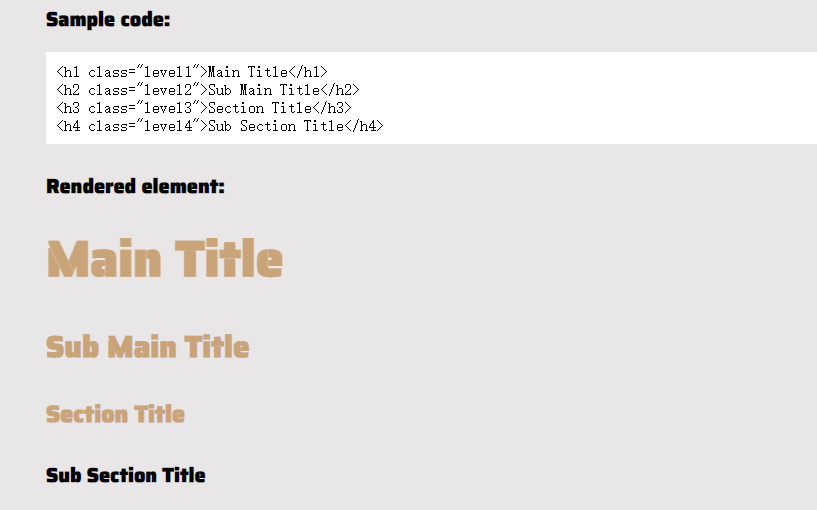 Sample code:
<h1 class="level1">Main Title</h1>
<h2 class="level2">Sub Main Title</h2>
<h3 class="level3">Section Title</h3>
<h4 class="level4">Sub Section Title</h4>
Rendered element:
Main Title
Sub Main Title
Section Title
Sub Section Title